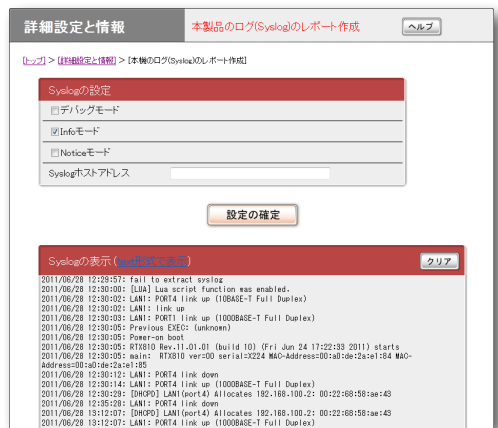 詳細設定と情報
本製品のログ(Syslog)のレポート作成
ヘルプ
[トップ] > [詳細設定と情報] > [本機のログ(Syslog)のレポート作成]
Syslogの設定
デバッグモード
Infoモード
Noticeモード
Syslogホストアドレス
設定の確定
Syslogの表示 (text形式で表示)
クリア
2011/06/28 12:29:57: fail to extract syslog
2011/06/28 12:30:00: [LUA] Lua script function was enabled.
2011/06/28 12:30:02: LAN1: PORT4 link up (10BASE-T Full Duplex)
2011/06/28 12:30:02: LAN1: link up
2011/06/28 12:30:03: LAN1: PORT1 link up (1000BASE-T Full Duplex)
2011/06/28 12:30:05: Previous EXEC: (unknown)
2011/06/28 12:30:05: Power-on boot
2011/06/28 12:30:05: RTX810 Rev.11.01.01 (build 10) (Fri Jun 24 17:22:33 2011) starts
2011/06/28 12:30:05: main: RTX810 ver=00 serial=X224 MAC-Address=00:a0:de:2a:e1:84 MAC-
Address=00:a0:de:2a:e1:85
2011/06/28 12:30:12: LAN1: PORT4 link down
2011/06/28 12:30:14: LAN1: PORT4 link up (1000BASE-T Full Duplex)
2011/06/28 12:30:29: [DHCPD] LAN1(port4) Allocates 192.168.100.2: 00:22:68:58:ae:43
2011/06/28 12:35:28: LAN1: PORT4 link down
2011/06/28 13:12:07: [DHCPD] LAN1(port4) Allocates 192.168.100.2: 00:22:68:58:ae:43
2011/06/28 13:12:07: LAN1: PORT4 link up (1000BASE-T Full Duplex)